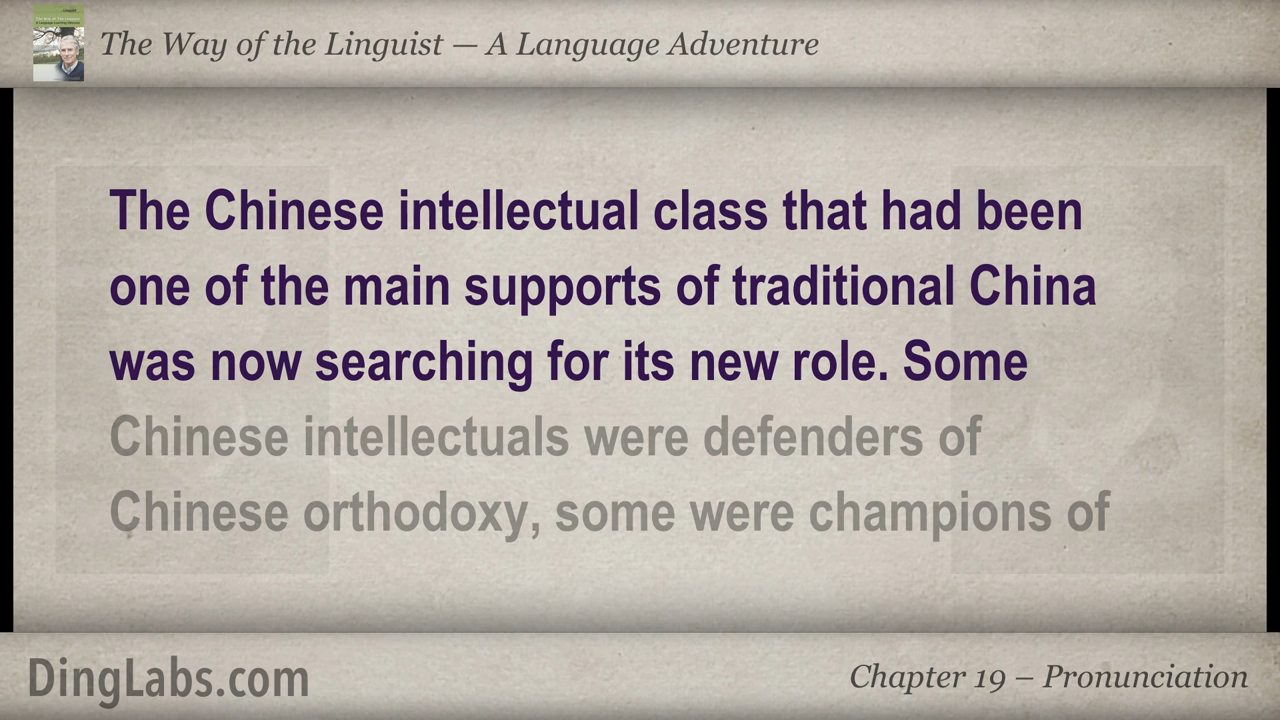 The Way of the Linguist — A Language Adventure
The Chinese intellectual class that had been
one of the main supports of traditional China
was now searching for its new role. Some
Chinese intellectuals were defenders of
Chinese orthodoxy, some were champions of
DingLabs.com
Chapter 19 – Pronunciation